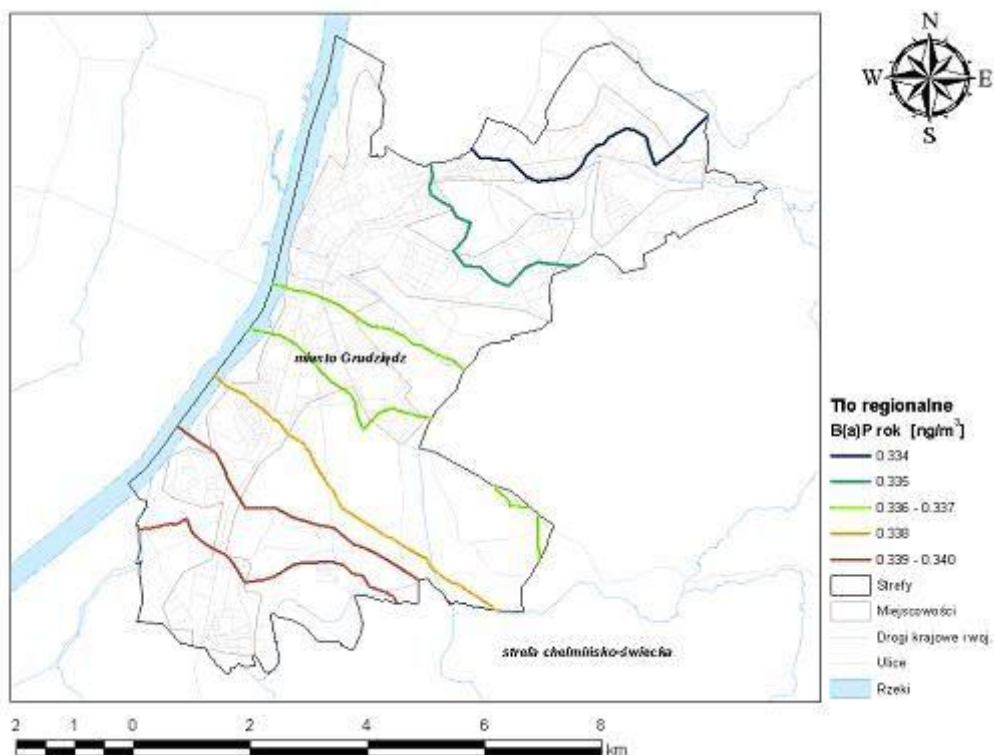 N
W E
S
miasto Grudziądz
strefa chełmińsko-świecka
Tło regionalne
B(a)P rok [ng/m³]
0.334
0.335
0.336 - 0.337
0.338
0.339 - 0.340
Strefy
Miejscowości
Drogi krajowe i woj.
Ulice
Rzeki
2 1 0 2 4 6 8
km